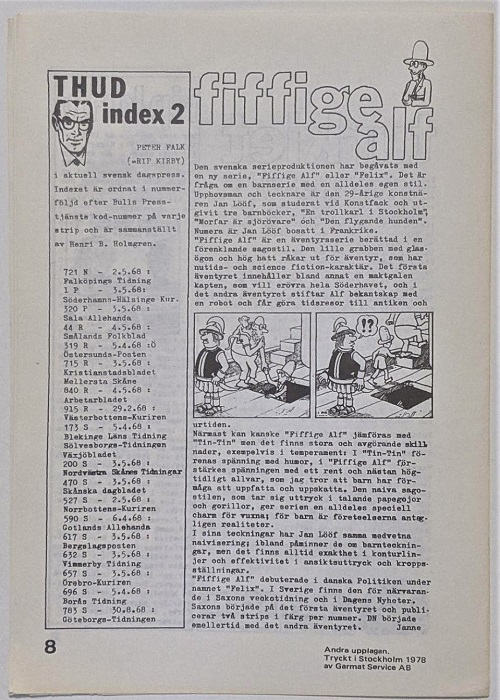 THUD
index 2
PETER FALK
(=RIP KIRBY)
i aktuell svensk dagspress.
Indexet är ordnat i nummer-
följd efter Bulls Press-
tjänsts kod-nummer på varje
strip och är sammanställt
av Henri B. Holmgren.
721 N - 2.5.68 :
Falköpings Tidning
1 P - 3.5.68:
Söderhamns-Hälsinge Kur.
320 P - 3.5.68:
Sala Allehanda
44 R - 4.5.68 :
Smålands Folkblad
319 R - 5.4.68 :Ö
Östersunds-Posten
715 R - 3.5.68 :
Kristianstadsbladet
Mellersta Skåne
840 R - 4.5.68 :
Arbetarbladet
915 R - 29.2.68 :
Västerbottens-Kuriren
173 S - 5.4.68 :
Blekinge Läns Tidning
Sölvesborgs-Tidningen
Växjöbladet
200 S - 3.5.68 :
Nordvästra Skånes Tidningar
470 S - 3.5.68 :
Skånska dagbladet
527 S - 2.5.68 :
Norrbottens-Kuriren
590 S - 6.4.68 :
Gotlands Allehanda
617 S - 3.5.68 :
Bergslagsposten
632 S - 3.5.68 :
Vimmerby Tidning
657 S - 3.5.68 :
Örebro-Kuriren
696 S - 5.4.68 :
Borås Tidning
783 S - 30.8.68 :
Göteborgs-Tidningen
fiffige
alf
Den svenska serieproduktionen har begåvats med
en ny serie, "Fiffige Alf" eller "Felix". Det är
fråga om en barnserie med en alldeles egen stil.
Upphovsman och tecknare är den 29-årige konstnä-
ren Jan Lööf, som studerat vid Konstfack och ut-
givit tre barnböcker, "En trollkarl i Stockholm",
"Morfar är sjörövare" och "Den flygande hunden".
Numera är Jan Lööf bosatt i Frankrike.
"Fiffige Alf" är en äventyrsserie berättad i en
förenklande sagostil. Den lille grabben med glas-
ögon och hög hatt råkar ut för äventyr, som har
nutids- och science fiction-karaktär. Det första
äventyret innehåller bland annat en maktgalen
kapten, som vill erövra hela Söderhavet, och i
det andra äventyret stiftar Alf bekantskap med
en robot och får göra tidsresor till antiken och
!?
urtiden.
Närmast kan kanske "Fiffige Alf" jämföras med
"Tin-Tin" men det finns stora och avgörande skill
nader, exempelvis i temperament: I "Tin-Tin" fö-
renas spänning med humor, i "Fiffige Alf" för-
stärkes spänningen med ett rent och nästan hög-
tidligt allvar, som jag tror att barn har för-
måga att uppfatta och uppskatta. Den naiva sago-
stilen, som tar sig uttryck i talande papegojor
och gorillor, ger serien en alldeles speciell
charm för vuxna; för barn är företeelserna antag-
ligen realiteter.
I sina teckningar har Jan Lööf samma medvetna
naivisering; ibland påminner de om barntecknin-
gar, men det finns alltid exakthet i konturlin-
jer och effektivitet i ansiktsuttryck och kropps-
ställningar.
"Fiffige Alf" debuterade i danska Politiken under
namnet "Felix". I Sverige finns den för närvaran-
de i Saxons veckotidning och i Dagens Nyheter.
Saxons började på det första äventyret och publi-
cerar två strips i färg per nummer. DN började
emellertid med det andra äventyret. Janne
8
Andra upplagan.
Tryckt i Stockholm 1978
av Garmat Service AB